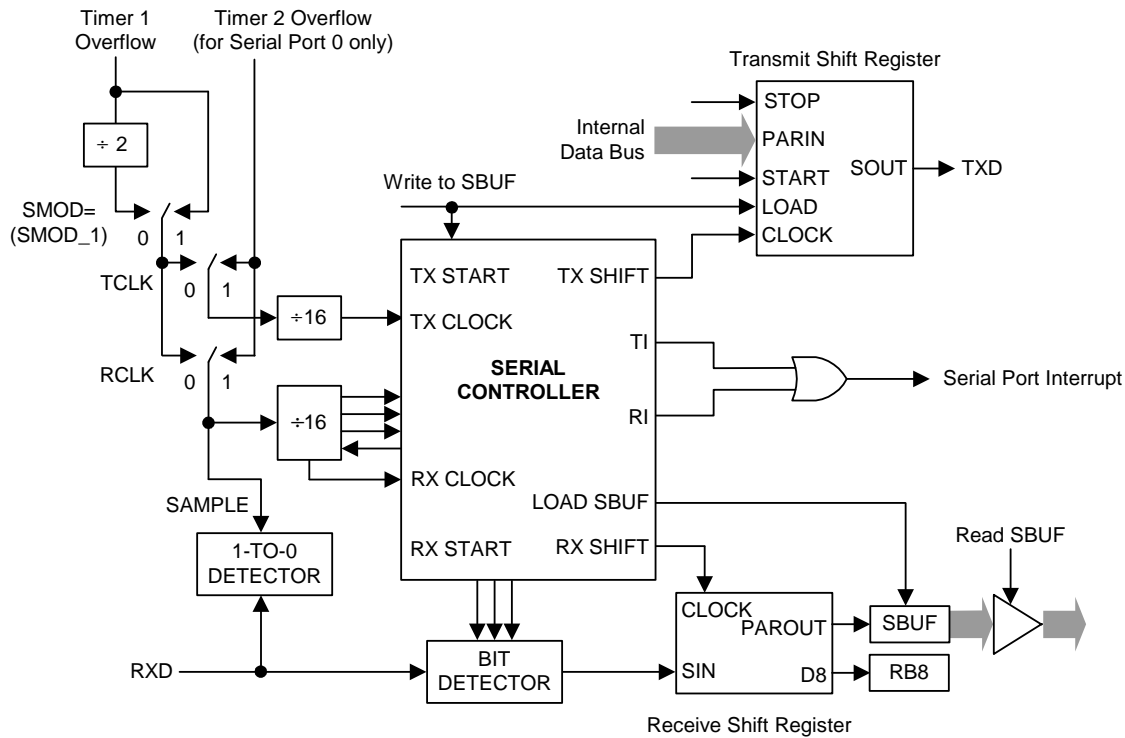 Timer 1
Overflow
Timer 2 Overflow
(for Serial Port 0 only)
Transmit Shift Register
÷ 2
Internal
Data Bus
STOP
PARIN
START
LOAD
CLOCK
SOUT
TXD
Write to SBUF
SMOD=
(SMOD_1)
0 1
TCLK
0 1
÷16
RCLK
0 1
÷16
TX START
TX SHIFT
TX CLOCK
TI
SERIAL
CONTROLLER
RI
Serial Port Interrupt
RX CLOCK
LOAD SBUF
RX START
RX SHIFT
SAMPLE
1-TO-0
DETECTOR
Read SBUF
CLOCK
PAROUT
SBUF
RXD
BIT
DETECTOR
SIN
D8
RB8
Receive Shift Register